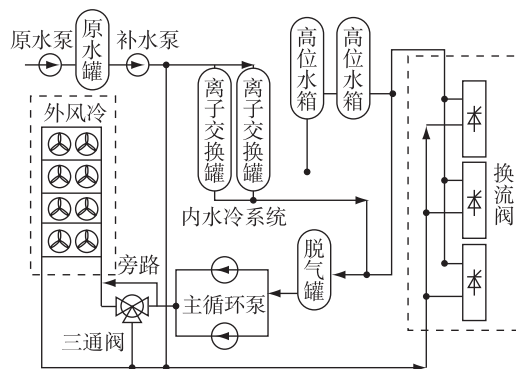 原水泵
原水罐
补水泵
高位水箱
高位水箱
外风冷
离子交换罐
离子交换罐
换流阀
内水冷系统
脱气罐
旁路
主循环泵
三通阀